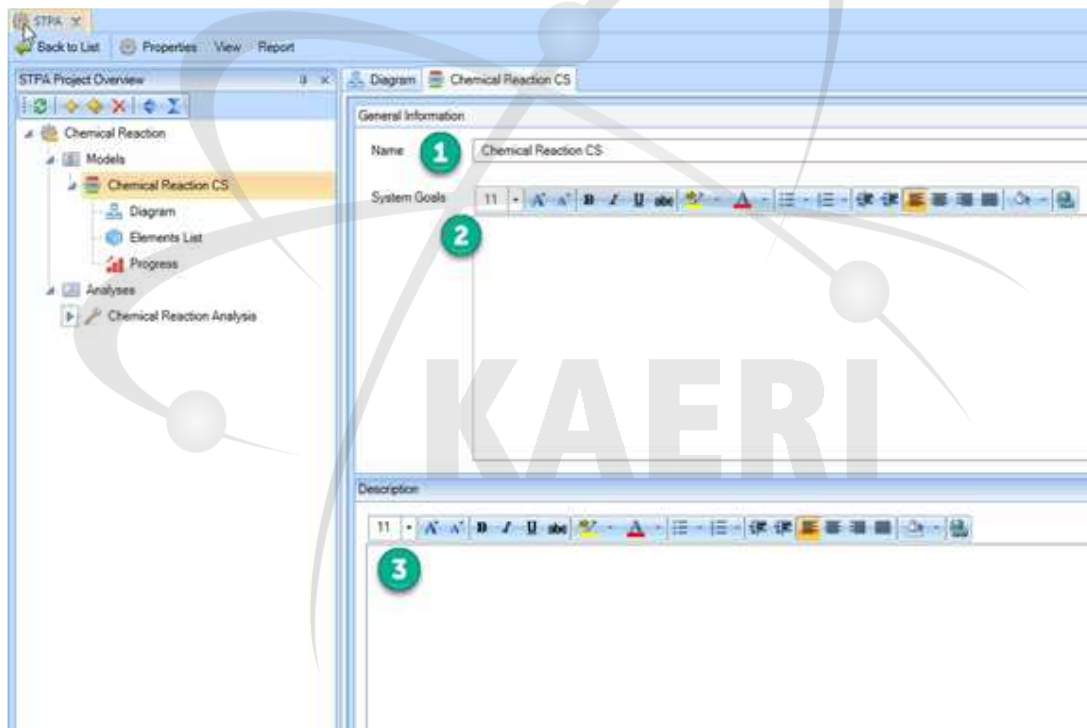 STPA
Back to List Properties View Report
STPA Project Overview
Diagram Chemical Reaction CS
General Information
Chemical Reaction
Name 1 Chemical Reaction CS
Models
Chemical Reaction CS
System Goals 11 A A B I U abc A
Diagram
2
Elements List
Progress
Analyses
Chemical Reaction Analysis
KAERI
Description
11 A A B I U abc A
3